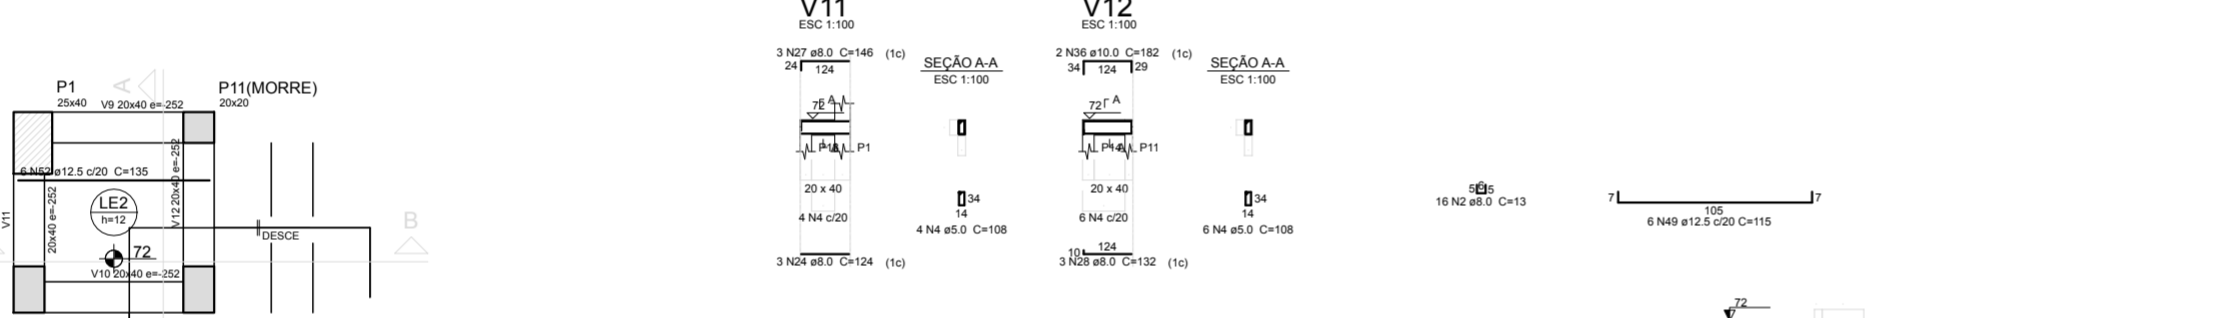 V11
ESC 1:100
3 N27 ø8.0 C=146 (1c)
24
124
SEÇÃO A-A
ESC 1:100
72
A
P1
20 x 40
34
14
4 N4 c/20
4 N4 ø5.0 C=108
3 N24 ø8.0 C=124 (1c)
V12
ESC 1:100
2 N36 ø10.0 C=182 (1c)
34
124
29
SEÇÃO A-A
ESC 1:100
72
A
P11
20 x 40
34
14
6 N4 c/20
6 N4 ø5.0 C=108
10
124
3 N28 ø8.0 C=132 (1c)
A
P1
25x40
V9 20x40 e=-252
P11(MORRE)
20x20
6 N52 ø12.5 c/20 C=135
V11
20x40 e=-252
LE2
h=12
V12 20x40 e=-252
72
DESCE
B
V10 20x40 e=-252
5
5
16 N2 ø8.0 C=13
7
105
7
6 N49 ø12.5 c/20 C=115
72